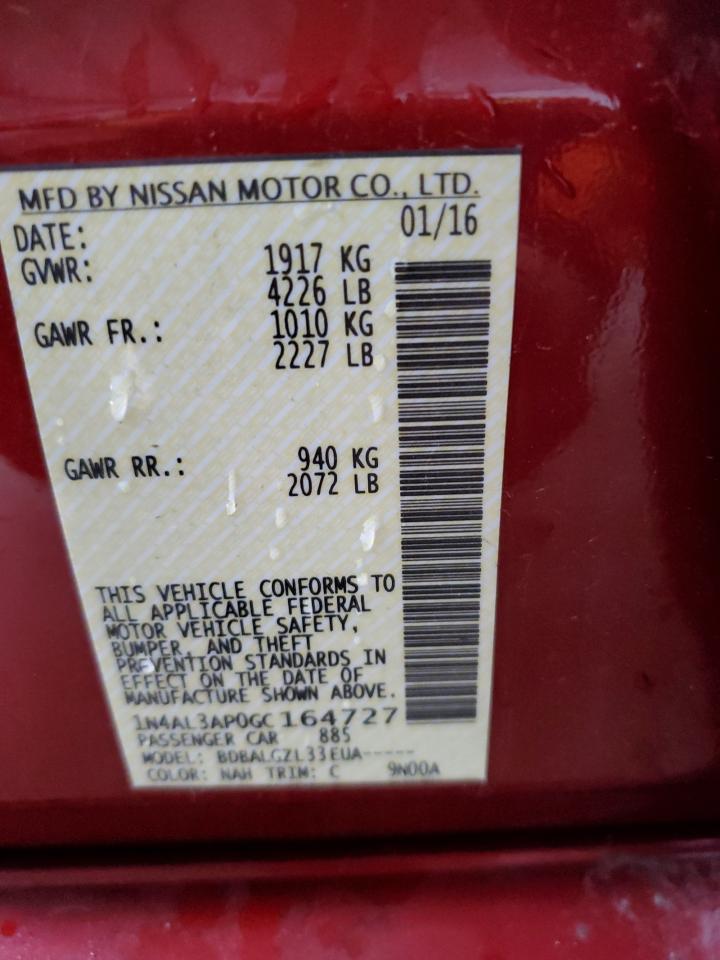 MFD BY NISSAN MOTOR CO., LTD.
DATE: 01/16
GVWR: 1917 KG
4226 LB
GAWR FR.: 1010 KG
2227 LB
GAWR RR.: 940 KG
2072 LB
THIS VEHICLE CONFORMS TO
ALL APPLICABLE FEDERAL
MOTOR VEHICLE SAFETY,
BUMPER, AND THEFT
PREVENTION STANDARDS IN
EFFECT ON THE DATE OF
MANUFACTURE SHOWN ABOVE.
1N4AL3AP0GC164727
PASSENGER CAR 885
MODEL: BDBALGZL33EUA-----
COLOR: NAH TRIM: C 9N00A